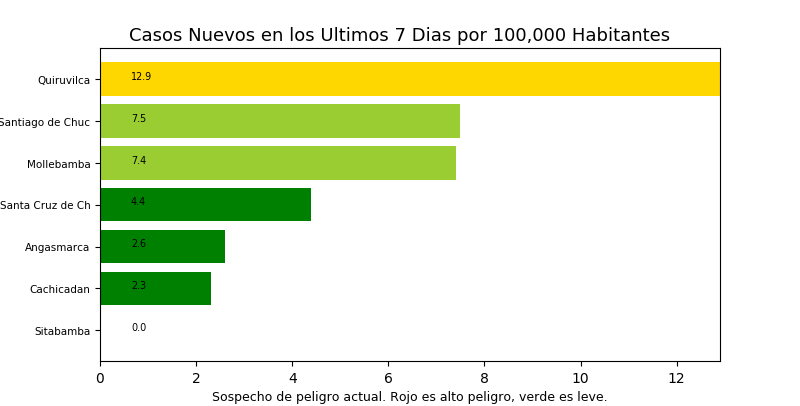 Casos Nuevos en los Ultimos 7 Dias por 100,000 Habitantes
Quiruvilca 12.9
Santiago de Chuc 7.5
Mollebamba 7.4
Santa Cruz de Ch 4.4
Angasmarca 2.6
Cachicadan 2.3
Sitabamba 0.0
0 2 4 6 8 10 12
Sospecho de peligro actual. Rojo es alto peligro, verde es leve.